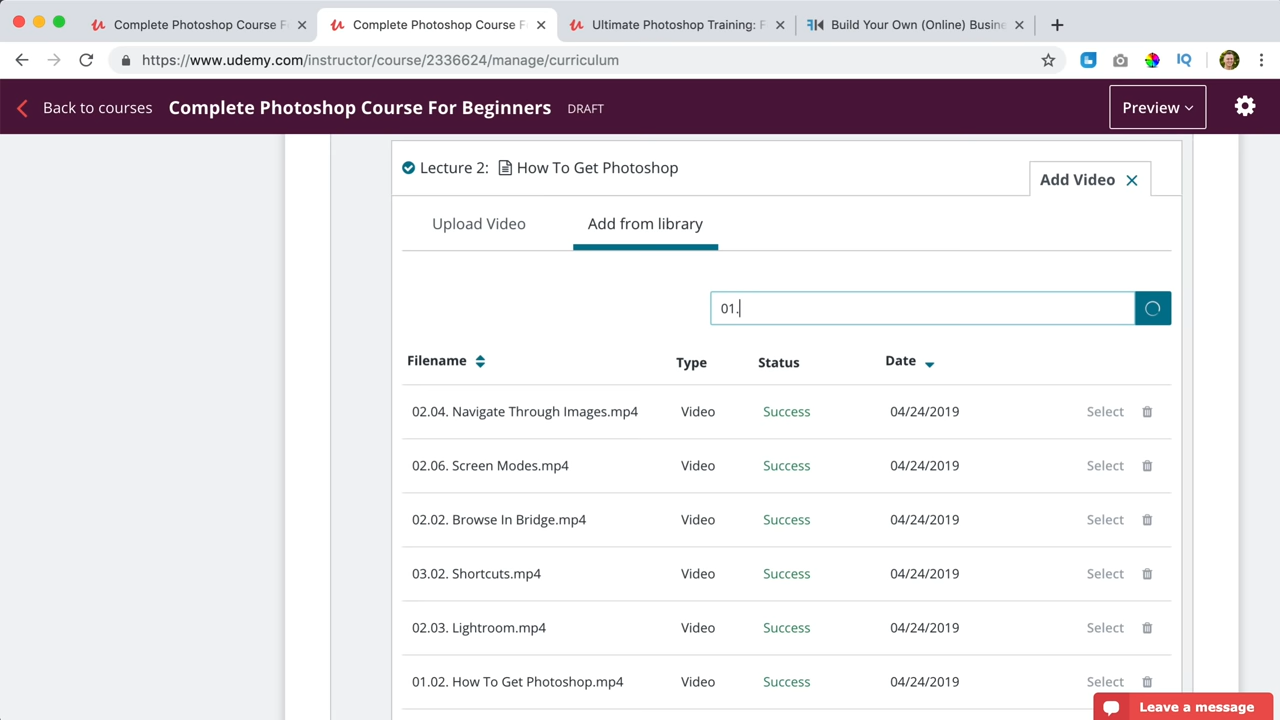 Complete Photoshop Course F
Complete Photoshop Course F
Ultimate Photoshop Training: F
Build Your Own (Online) Busine
https://www.udemy.com/instructor/course/2336624/manage/curriculum
IQ
Back to courses Complete Photoshop Course For Beginners DRAFT Preview
Lecture 2: How To Get Photoshop
Add Video
Upload Video Add from library
01.
Filename Type Status Date
02.04. Navigate Through Images.mp4 Video Success 04/24/2019 Select
02.06. Screen Modes.mp4 Video Success 04/24/2019 Select
02.02. Browse In Bridge.mp4 Video Success 04/24/2019 Select
03.02. Shortcuts.mp4 Video Success 04/24/2019 Select
02.03. Lightroom.mp4 Video Success 04/24/2019 Select
01.02. How To Get Photoshop.mp4 Video Success 04/24/2019 Select
Leave a message